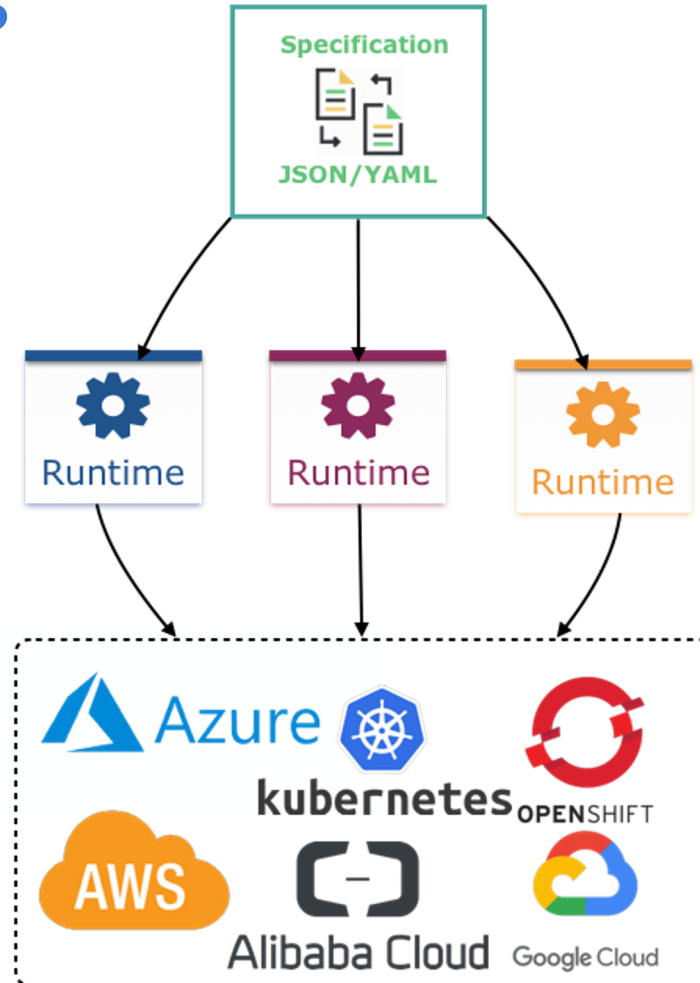 Specification
JSON/YAML
Runtime
Runtime
Runtime
Azure
kubernetes
OPENSHIFT
AWS
Alibaba Cloud
Google Cloud